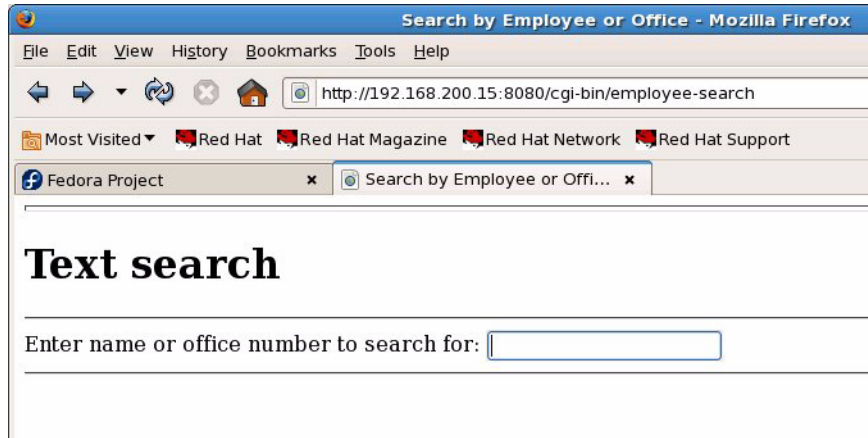 Search by Employee or Office - Mozilla Firefox
File Edit View History Bookmarks Tools Help
http://192.168.200.15:8080/cgi-bin/employee-search
Most Visited Red Hat Red Hat Magazine Red Hat Network Red Hat Support
Fedora Project Search by Employee or Offi...
Text search
Enter name or office number to search for: